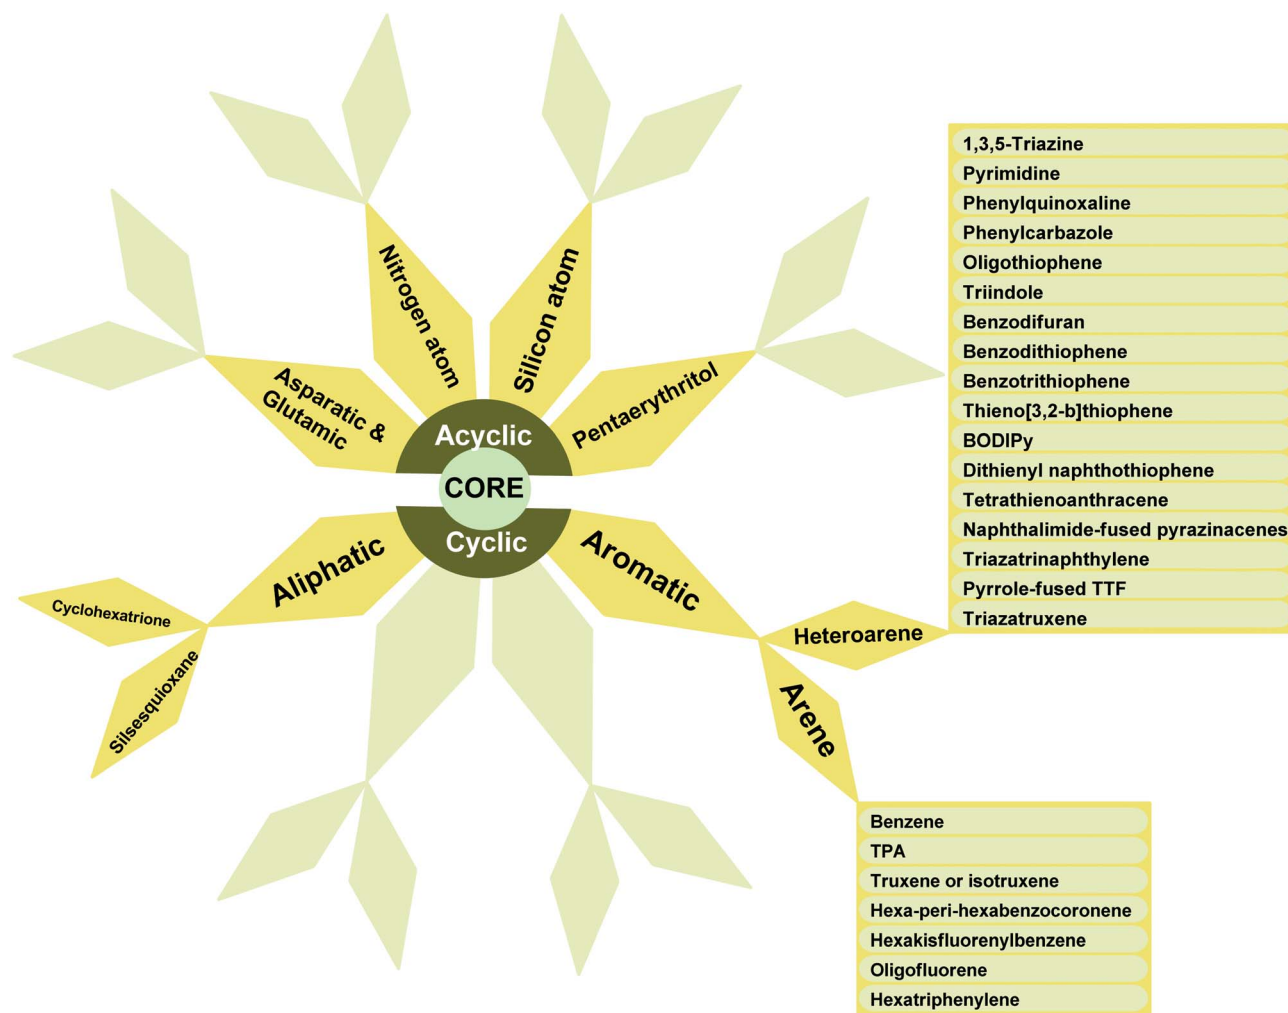 Nitrogen atom
Silicon atom
Asparatic &
Glutamic
Pentaerythritol
Acyclic
CORE
Cyclic
Aliphatic
Aromatic
Cyclohexatrione
Silsesquioxane
Heteroarene
Arene
1,3,5-Triazine
Pyrimidine
Phenylquinoxaline
Phenylcarbazole
Oligothiophene
Triindole
Benzodifuran
Benzodithiophene
Benzotrithiophene
Thieno[3,2-b]thiophene
BODIPy
Dithienyl naphthothiophene
Tetrathienoanthracene
Naphthalimide-fused pyrazinacenes
Triazatrinaphthylene
Pyrrole-fused TTF
Triazatruxene
Benzene
TPA
Truxene or isotruxene
Hexa-peri-hexabenzocoronene
Hexakisfluorenylbenzene
Oligofluorene
Hexatriphenylene